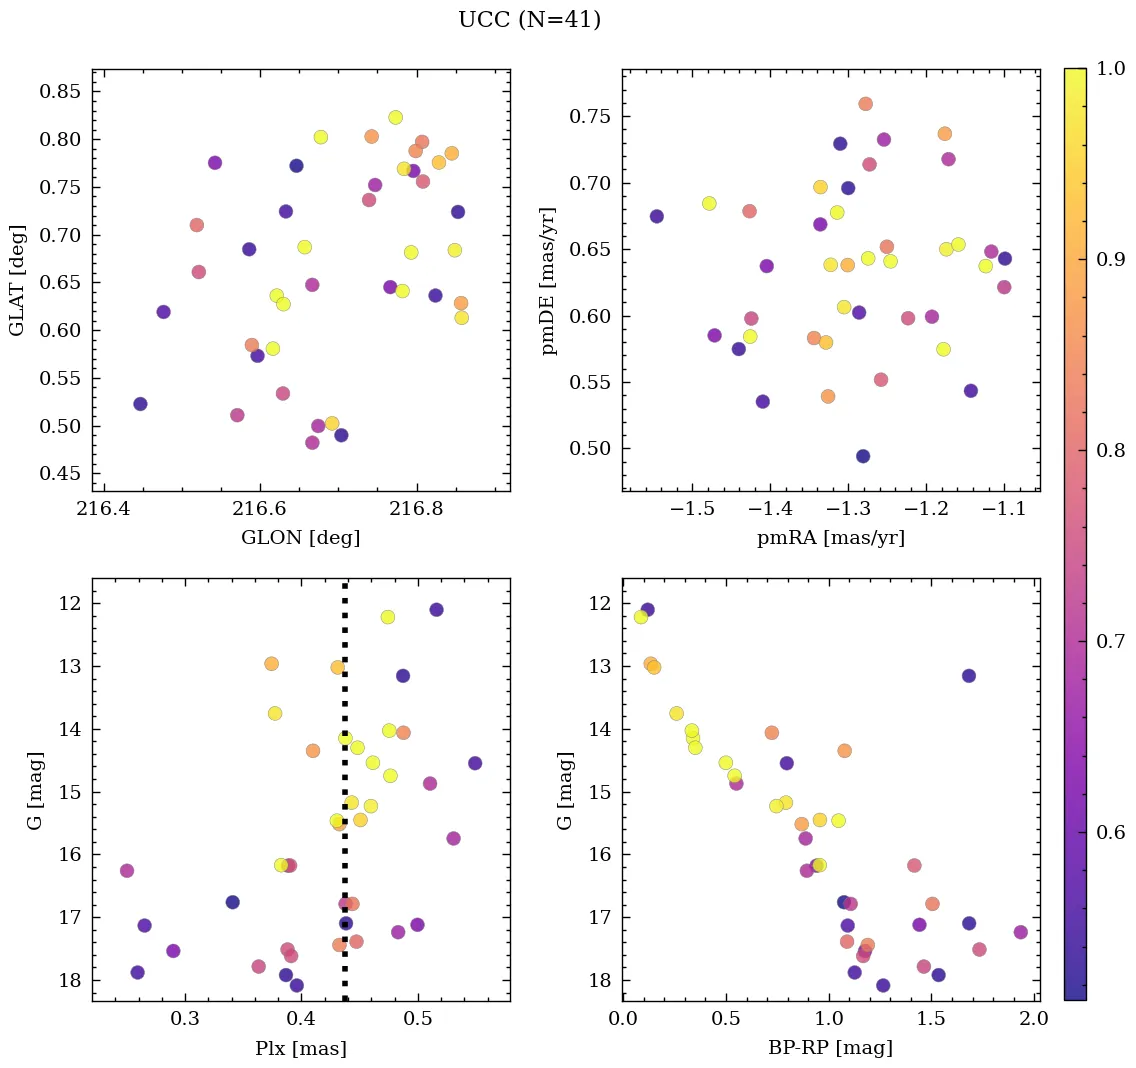 UCC (N=41)
0.85
0.80
0.75
0.70
0.65
0.60
0.55
0.50
0.45
GLAT [deg]
216.4 216.6 216.8
GLON [deg]
0.75
0.70
0.65
0.60
0.55
0.50
pmDE [mas/yr]
−1.5 −1.4 −1.3 −1.2 −1.1
pmRA [mas/yr]
12
13
14
15
16
17
18
G [mag]
0.3 0.4 0.5
Plx [mas]
12
13
14
15
16
17
18
G [mag]
0.0 0.5 1.0 1.5 2.0
BP-RP [mag]
1.0
0.9
0.8
0.7
0.6